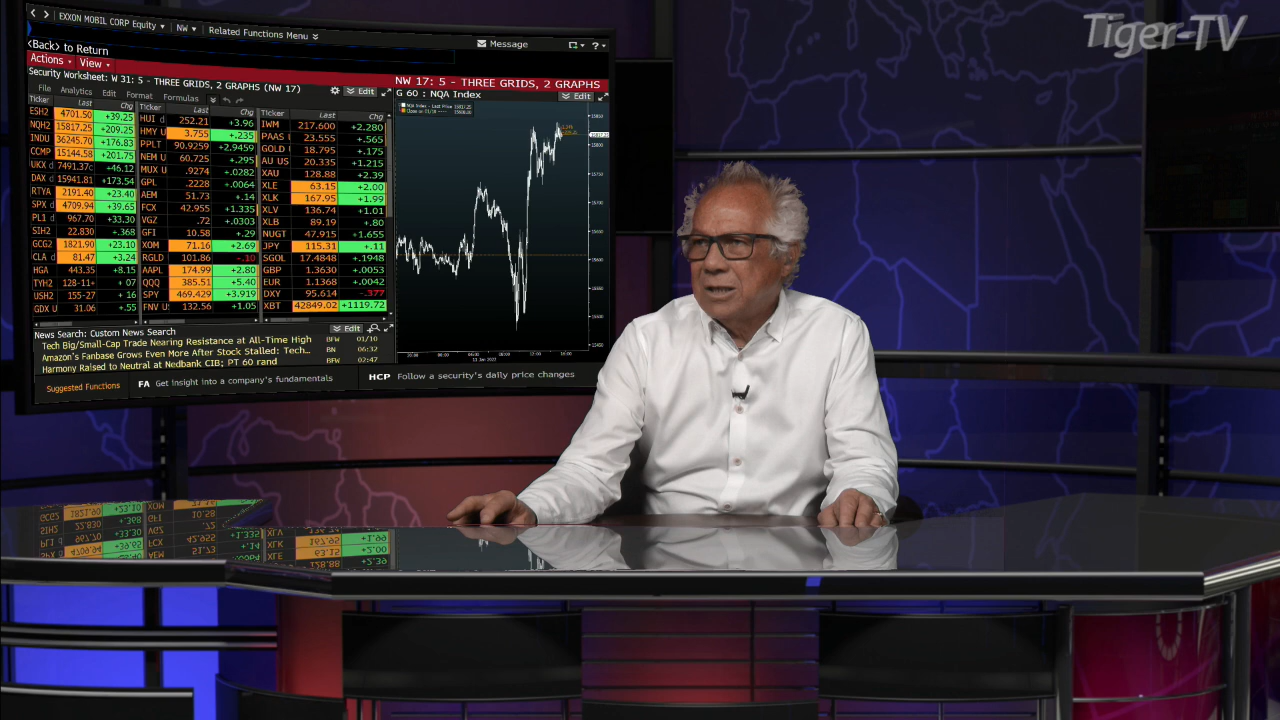 Tiger-TV
EXXON MOBIL CORP Equity NW Related Functions Menu
Message ?
<Back> to Return
Actions View
NW 17: 5 - THREE GRIDS, 2 GRAPHS
Security Worksheet: W 31: 5 - THREE GRIDS, 2 GRAPHS (NW 17) Edit
G 60 : NQA Index
Edit
File Analytics Edit Format Formulas
Ticker Last Chg
ESH2 4701.50 +39.25
NQH2 15817.25 +209.25
INDU 36245.70 +176.83
CCMP 15144.58 +201.75
UKX d 7491.37c +46.12
DAX d 15941.81 +173.54
RTYA 2191.40 +23.40
SPX d 4709.94 +39.65
PL1 d 967.70 +33.30
SIH2 22.830 +.368
GCG2 1821.90 +23.10
CLA d 81.47 +3.24
HGA 443.35 +8.15
TYH2 128-11+ + 07
USH2 155-27 + 16
GDX U 31.06 +.55
Ticker Last Chg
HUI d 252.21 +3.96
HMY U 3.755 +.235
PPLT 90.9259 +2.9459
NEM U 60.725 +.295
MUX U .9274 +.0282
GPL .2228 +.0064
AEM 51.73 +.14
FCX 42.955 +1.335
VGZ .72 +.0303
GFI 10.58 +.29
XOM 71.16 +2.69
RGLD 101.86 -.10
AAPL 174.99 +2.80
QQQ 385.51 +5.40
SPY 469.429 +3.919
FNV U 132.56 +1.05
Ticker Last Chg
IWM 217.600 +2.280
PAAS U 23.555 +.565
GOLD 18.795 +.175
AU US 20.335 +1.215
XAU 128.88 +2.39
XLE 63.15 +2.00
XLK 167.95 +1.99
XLV 136.74 +1.01
XLB 89.19 +.80
NUGT 47.915 +1.655
JPY 115.31 +.11
SGOL 17.4848 +.1948
GBP 1.3630 +.0053
EUR 1.1368 +.0042
DXY 95.614 -.377
XBT 42849.02 +1119.72
News Search: Custom News Search Edit
Tech Big/Small-Cap Trade Nearing Resistance at All-Time High BFW 01/10
Amazon's Fanbase Grows Even More After Stock Stalled: Tech... BN 06:32
Harmony Raised to Neutral at Nedbank CIB; PT 60 rand BFW 02:47
Suggested Functions FA Get insight into a company's fundamentals HCP Follow a security's daily price changes